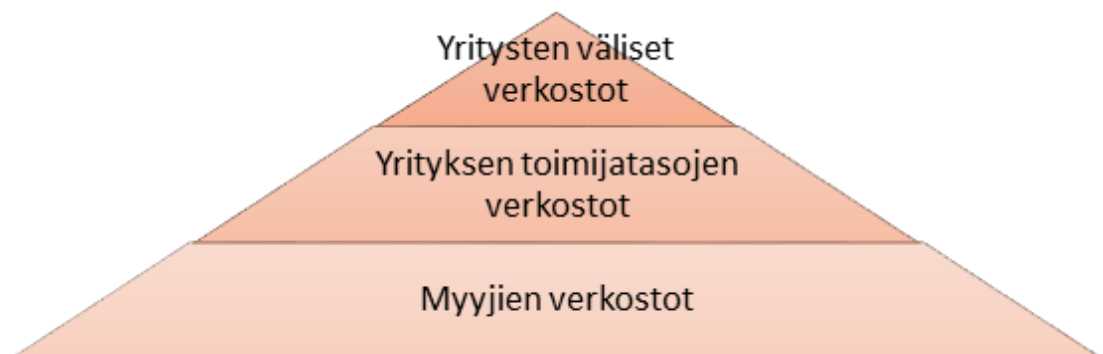 Yritysten väliset
verkostot
Yrityksen toimijatasojen
verkostot
Myyjien verkostot